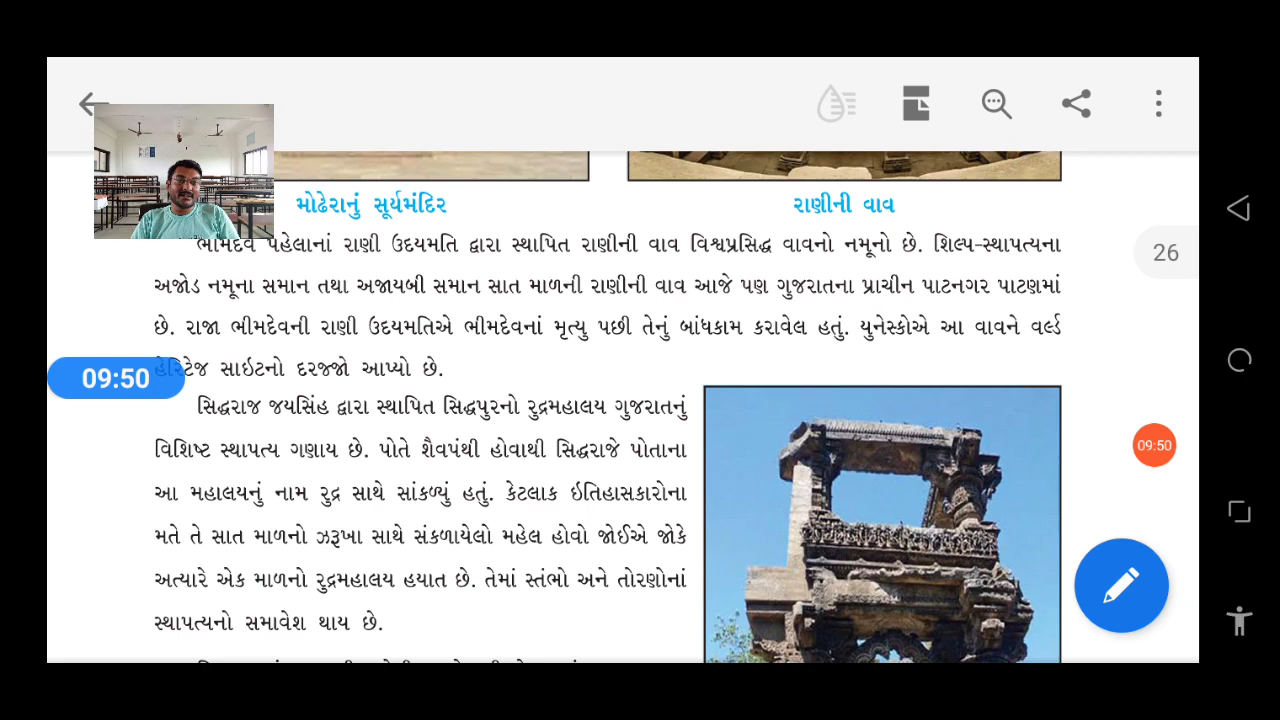 મોઢેરાનું સૂર્યમંદિર
રાણીની વાવ
ભીમદેવ પહેલાનાં રાણી ઉદયમતિ દ્વારા સ્થાપિત રાણીની વાવ વિશ્વપ્રસિદ્ધ વાવનો નમૂનો છે. શિલ્પ-સ્થાપત્યના
26
અજોડ નમૂના સમાન તથા અજાયબી સમાન સાત માળની રાણીની વાવ આજે પણ ગુજરાતના પ્રાચીન પાટનગર પાટણમાં
છે. રાજા ભીમદેવની રાણી ઉદયમતિએ ભીમદેવનાં મૃત્યુ પછી તેનું બાંધકામ કરાવેલ હતું. યુનેસ્કોએ આ વાવને વર્લ્ડ
હેરિટેજ સાઇટનો દરજ્જો આપ્યો છે.
09:50
સિદ્ધરાજ જયસિંહ દ્વારા સ્થાપિત સિદ્ધપુરનો રુદ્રમહાલય ગુજરાતનું
વિશિષ્ટ સ્થાપત્ય ગણાય છે. પોતે શૈવપંથી હોવાથી સિદ્ધરાજે પોતાના
09:50
આ મહાલયનું નામ રુદ્ર સાથે સાંકળ્યું હતું. કેટલાક ઇતિહાસકારોના
મતે તે સાત માળનો ઝરૂખા સાથે સંકળાયેલો મહેલ હોવો જોઈએ જોકે
અત્યારે એક માળનો રુદ્રમહાલય હયાત છે. તેમાં સ્તંભો અને તોરણોનાં
સ્થાપત્યનો સમાવેશ થાય છે.